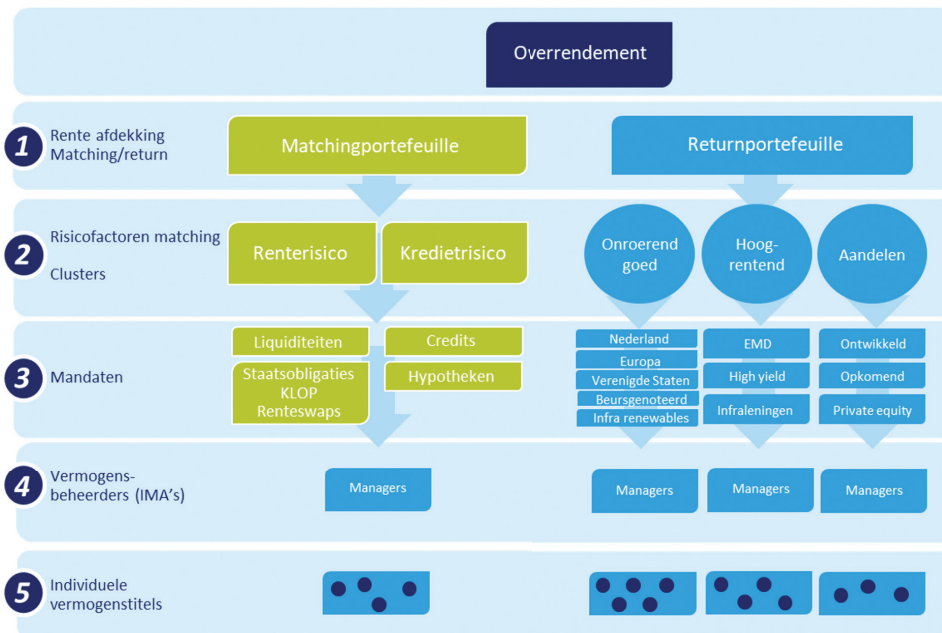 Overrendement
1
Rente afdekking
Matching/return
Matchingportefeuille
Returnportefeuille
2
Risicofactoren matching
Clusters
Renterisico
Kredietrisico
Onroerend
goed
Hoog-
rentend
Aandelen
3
Mandaten
Liquiditeiten
Credits
Staatsobligaties
KLOP
Renteswaps
Hypotheken
Nederland
Europa
Verenigde Staten
Beursgenoteerd
Infra renewables
EMD
High yield
Infraleningen
Ontwikkeld
Opkomend
Private equity
4
Vermogens-
beheerders (IMA's)
Managers
Managers
Managers
Managers
5
Individuele
vermogenstitels